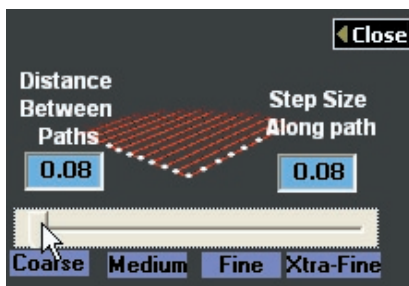 Close
Distance
Between
Paths
0.08
Step Size
Along path
0.08
Coarse Medium Fine Xtra-Fine